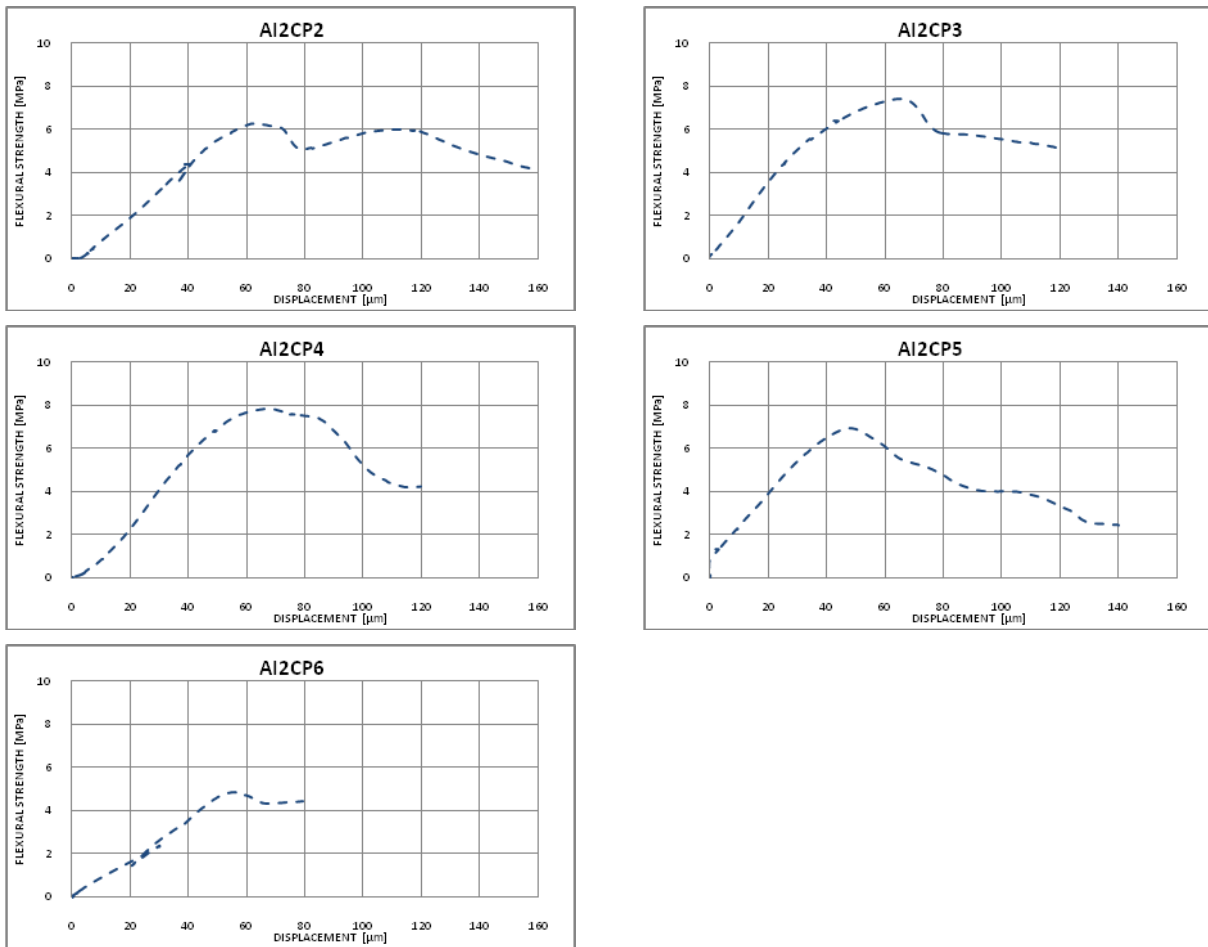 AI2CP2
FLEXURAL STRENGTH [MPa]
10
8
6
4
2
0
0 20 40 60 80 100 120 140 160
DISPLACEMENT [µm]
AI2CP3
FLEXURAL STRENGTH [MPa]
10
8
6
4
2
0
0 20 40 60 80 100 120 140 160
DISPLACEMENT [µm]
AI2CP4
FLEXURAL STRENGTH [MPa]
10
8
6
4
2
0
0 20 40 60 80 100 120 140 160
DISPLACEMENT [µm]
AI2CP5
FLEXURAL STRENGTH [MPa]
10
8
6
4
2
0
0 20 40 60 80 100 120 140 160
DISPLACEMENT [µm]
AI2CP6
FLEXURAL STRENGTH [MPa]
10
8
6
4
2
0
0 20 40 60 80 100 120 140 160
DISPLACEMENT [µm]